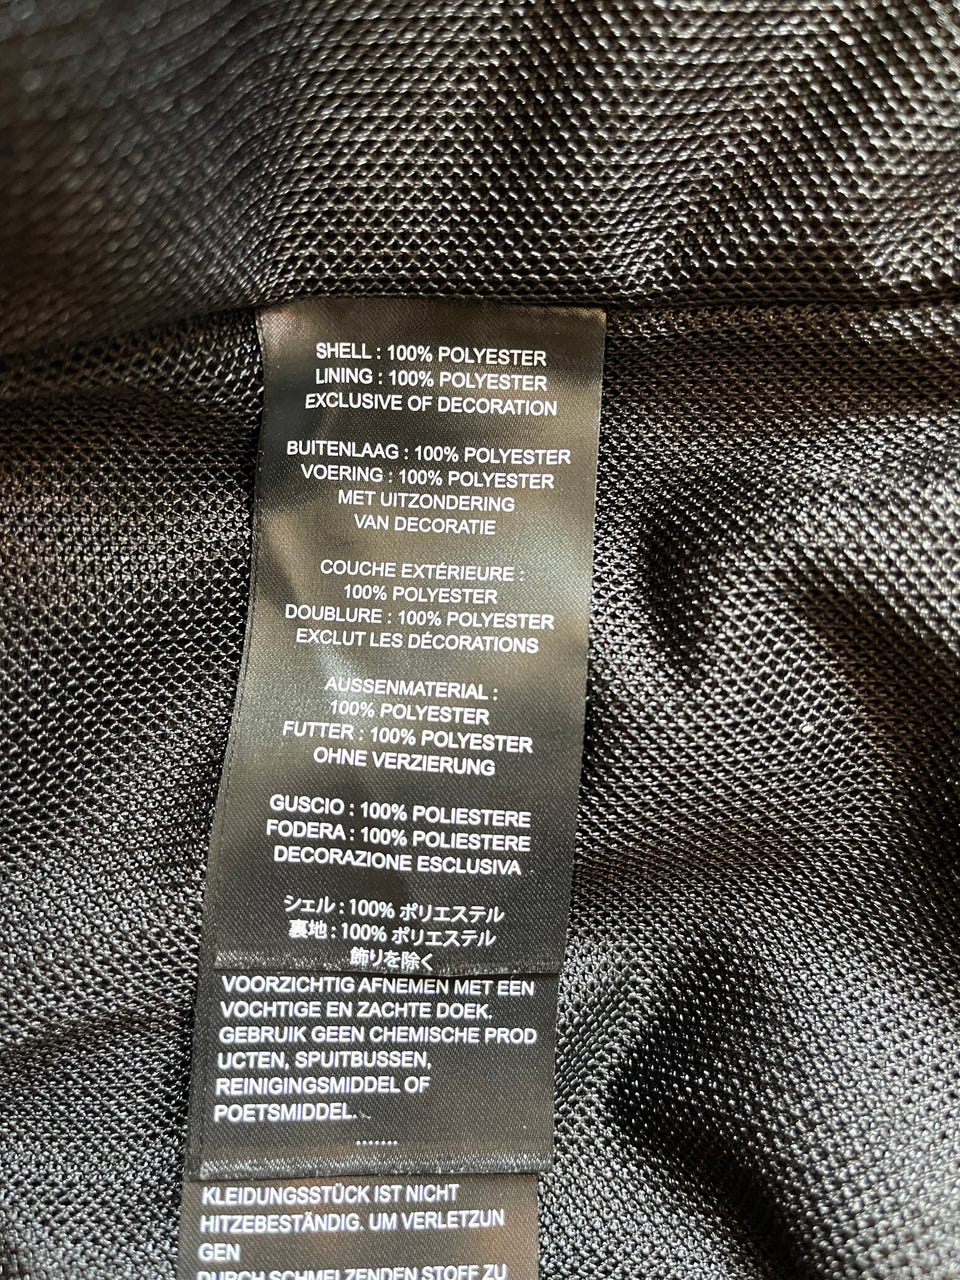 SHELL : 100% POLYESTER
LINING : 100% POLYESTER
EXCLUSIVE OF DECORATION
BUITENLAAG : 100% POLYESTER
VOERING : 100% POLYESTER
MET UITZONDERING
VAN DECORATIE
COUCHE EXTÉRIEURE :
100% POLYESTER
DOUBLURE : 100% POLYESTER
EXCLUT LES DÉCORATIONS
AUSSENMATERIAL :
100% POLYESTER
FUTTER : 100% POLYESTER
OHNE VERZIERUNG
GUSCIO : 100% POLIESTERE
FODERA : 100% POLIESTERE
DECORAZIONE ESCLUSIVA
シェル : 100% ポリエステル
裏地 : 100% ポリエステル
飾りを除く
VOORZICHTIG AFNEMEN MET EEN
VOCHTIGE EN ZACHTE DOEK.
GEBRUIK GEEN CHEMISCHE PROD
UCTEN, SPUITBUSSEN,
REINIGINGSMIDDEL OF
POETSMIDDEL.
.......
KLEIDUNGSSTÜCK IST NICHT
HITZEBESTÄNDIG. UM VERLETZUN
GEN
DURCH SCHMELZENDEN STOFF ZU